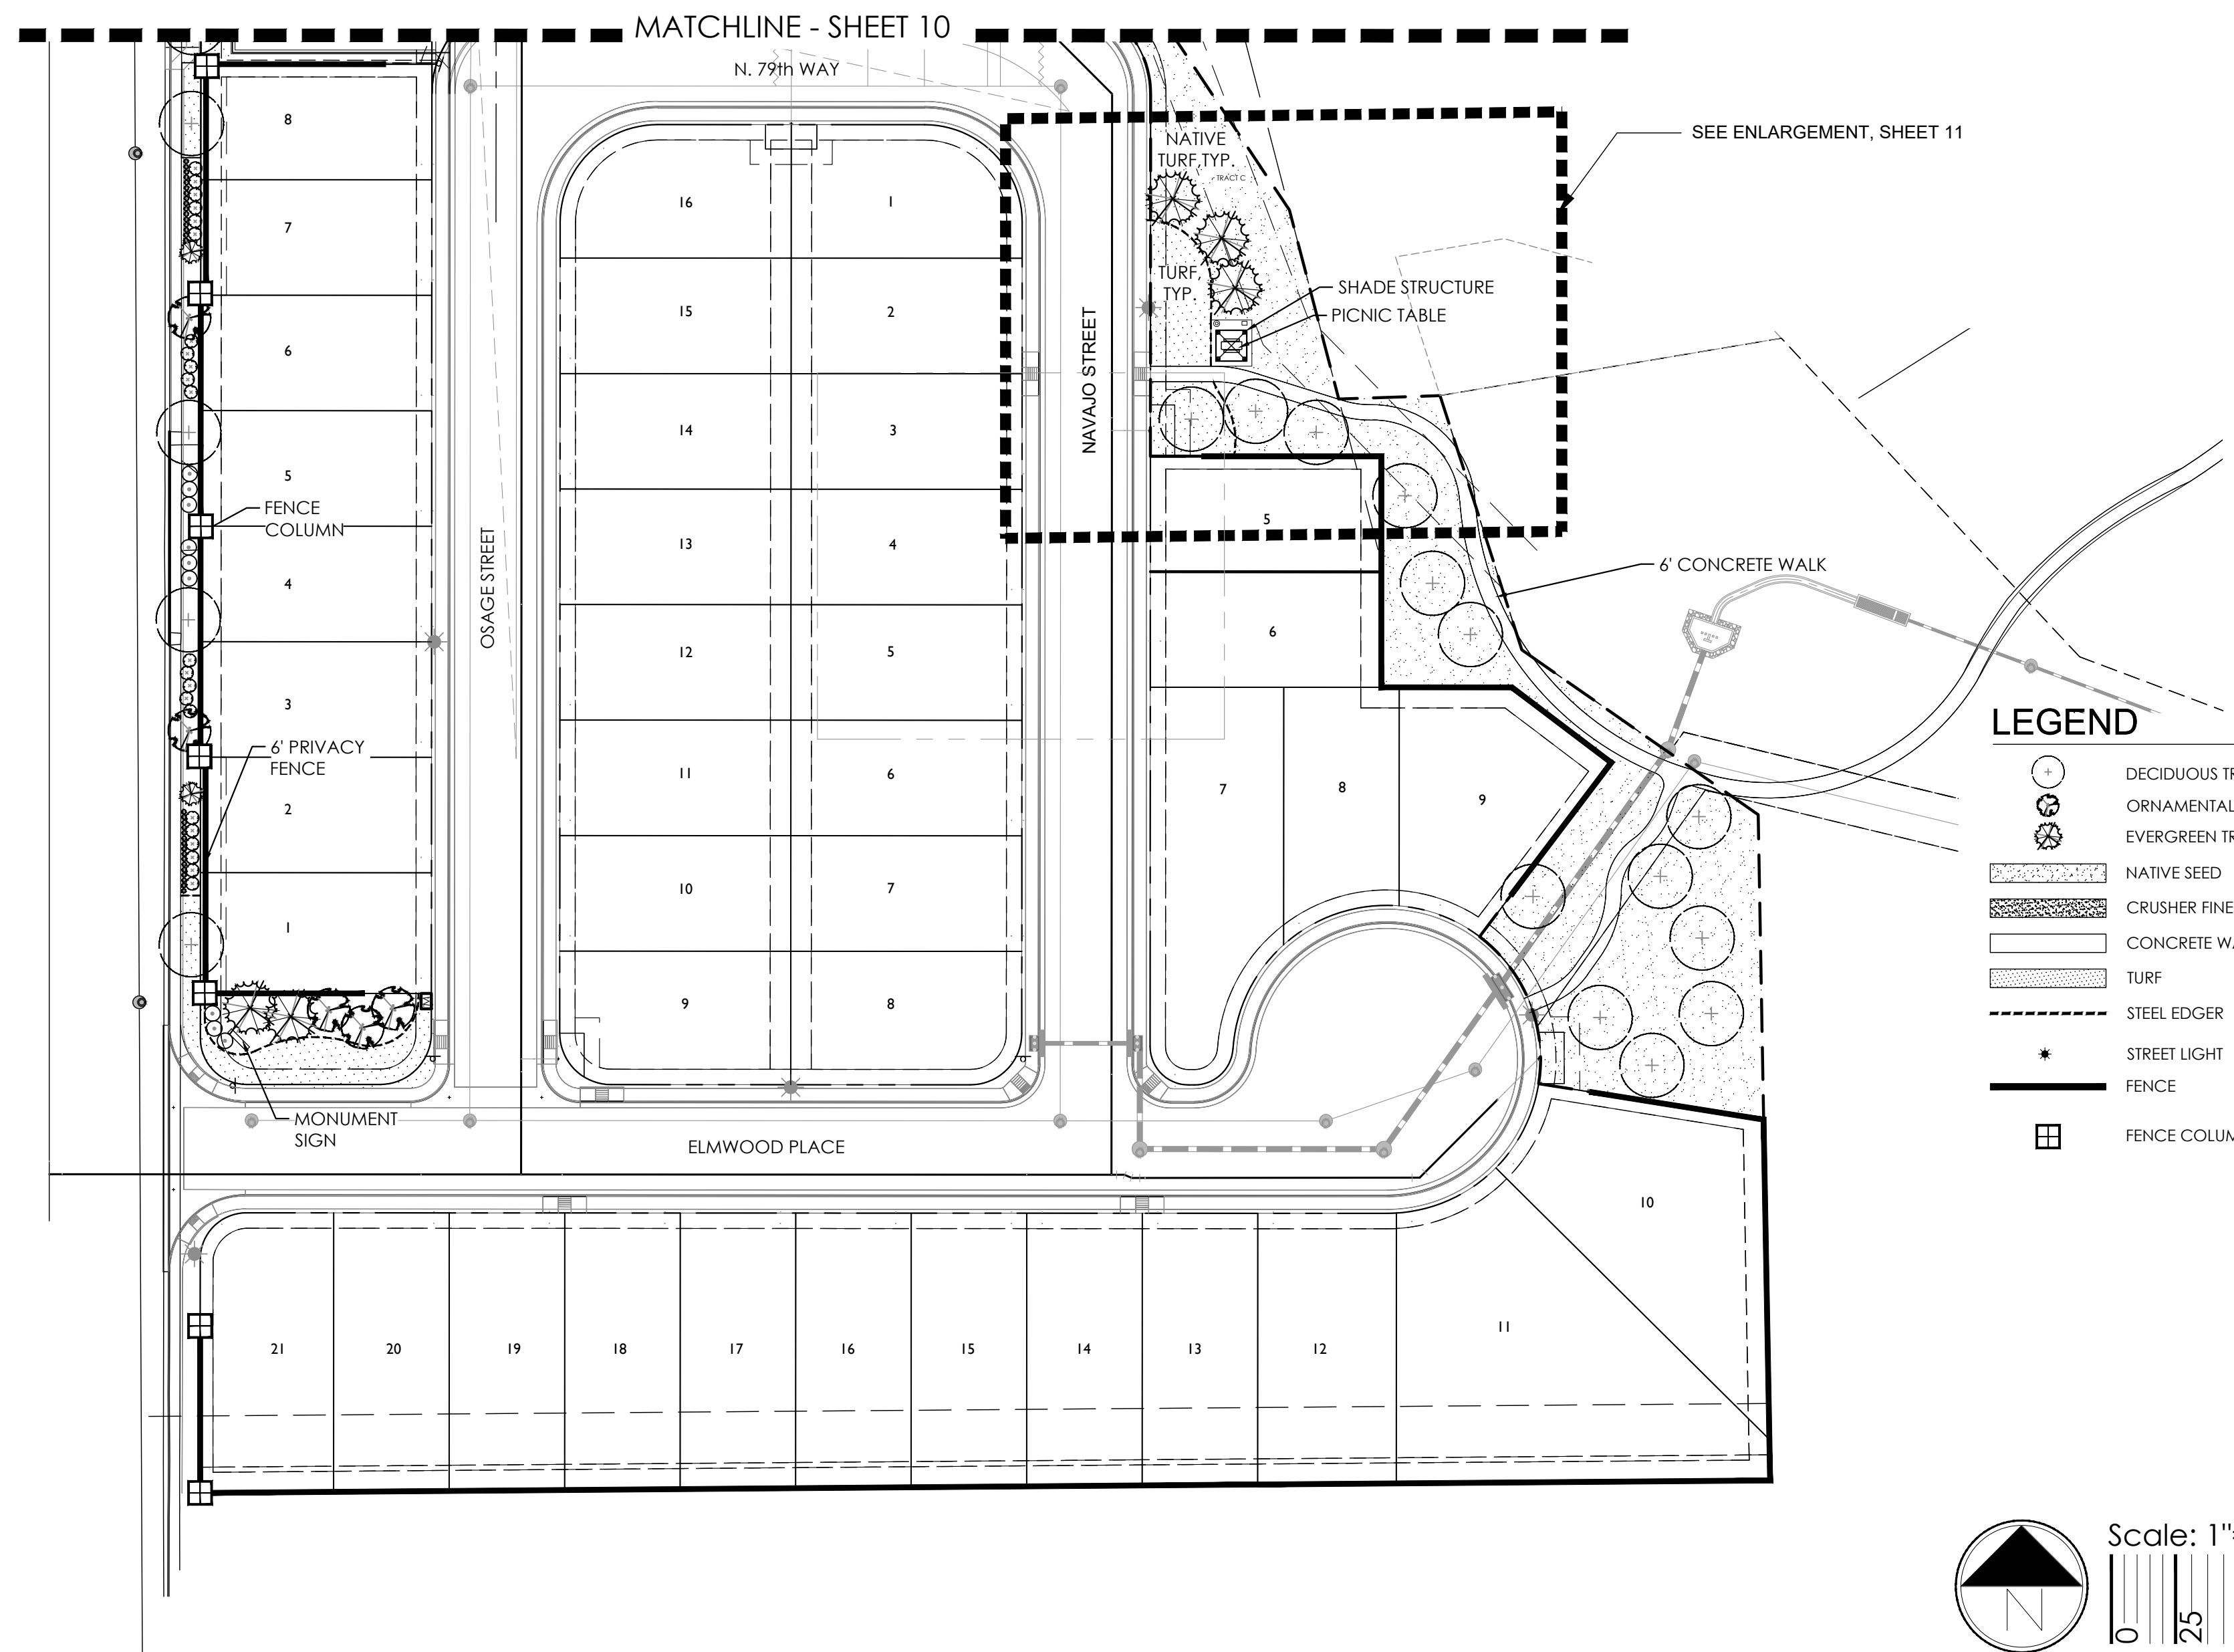 MATCHLINE - SHEET 10
N. 79th WAY
SEE ENLARGEMENT, SHEET 11
NATIVE
TURF,TYP.
TRACT C
TURF,
TYP.
SHADE STRUCTURE
PICNIC TABLE
NAVAJO STREET
OSAGE STREET
8
7
6
5
FENCE
COLUMN
4
3
6' PRIVACY
FENCE
2
1
MONUMENT
SIGN
16
1
15
2
14
3
13
4
12
5
11
6
10
7
9
8
5
6
7
8
9
6' CONCRETE WALK
ELMWOOD PLACE
10
11
21
20
19
18
17
16
15
14
13
12
LEGEND
DECIDUOUS TR
ORNAMENTAL
EVERGREEN TR
NATIVE SEED
CRUSHER FINE
CONCRETE WA
TURF
STEEL EDGER
STREET LIGHT
FENCE
FENCE COLUM
N
Scale: 1"=
0
25